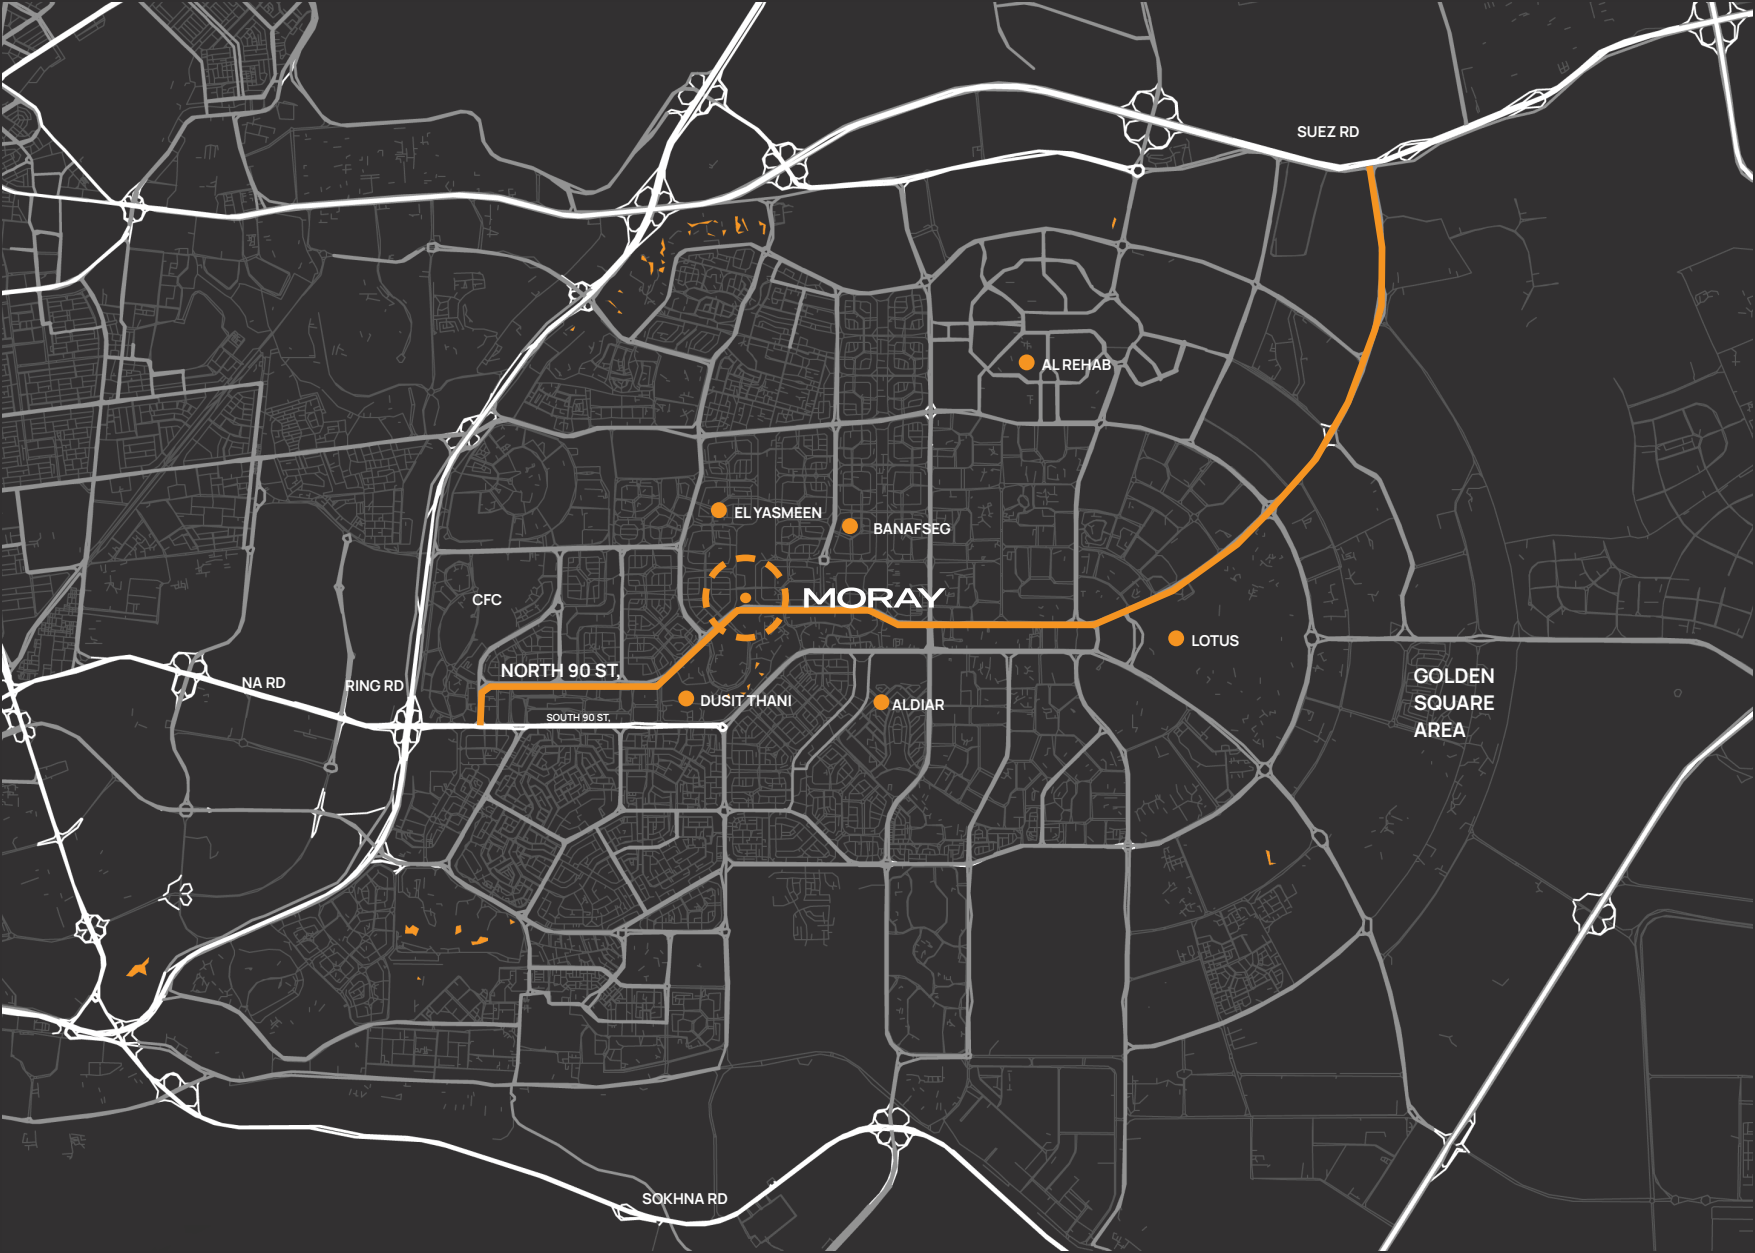 SUEZ RD
AL REHAB
EL YASMEEN
BANAFSEG
CFC
MORAY
LOTUS
NORTH 90 ST,
GOLDEN
SQUARE
AREA
NA RD
RING RD
DUSIT THANI
ALDIAR
SOUTH 90 ST,
SOKHNA RD